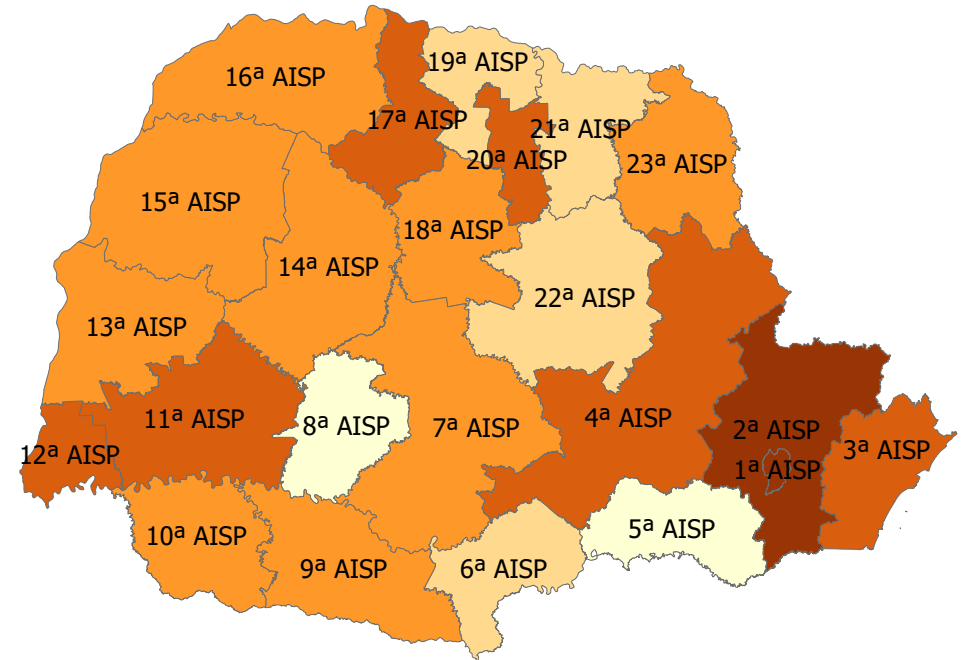 19ª AISP
16ª AISP
17ª AISP
21ª AISP
20ª AISP
23ª AISP
15ª AISP
18ª AISP
14ª AISP
22ª AISP
13ª AISP
11ª AISP
8ª AISP
7ª AISP
4ª AISP
2ª AISP
3ª AISP
12ª AISP
1ª AISP
5ª AISP
10ª AISP
9ª AISP
6ª AISP